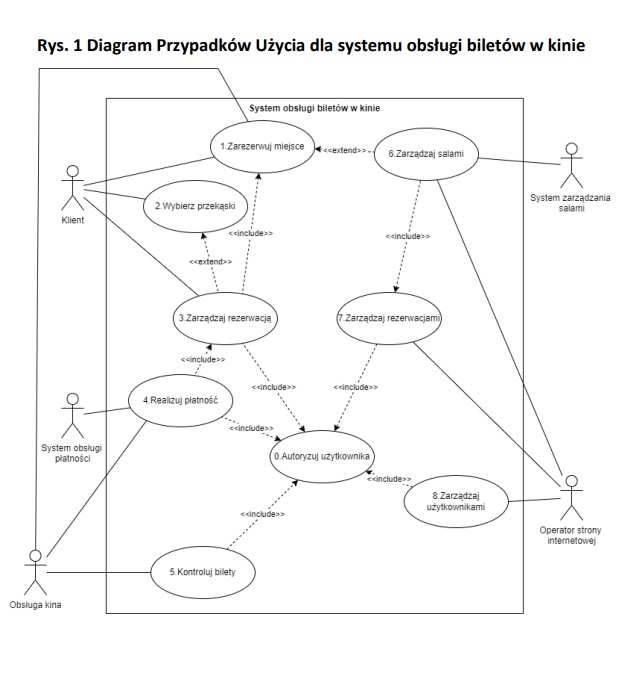 Rys. 1 Diagram Przypadków Użycia dla systemu obsługi biletów w kinie
System obsługi biletów w kinie
1.Zarezerwuj miejsce
<<extend>>
6.Zarządzaj salami
Klient
2.Wybierz przekąski
System zarządzania
salami
<<include>>
<<include>>
<<extend>>
3.Zarządzaj rezerwacją
7.Zarządzaj rezerwacjami
<<include>>
<<include>>
<<include>>
4.Realizuj płatność
<<include>>
System obsługi
płatności
0.Autoryzuj użytkownika
<<include>>
8.Zarządzaj
użytkownikami
<<include>>
Operator strony
internetowej
5.Kontroluj bilety
Obsługa kina